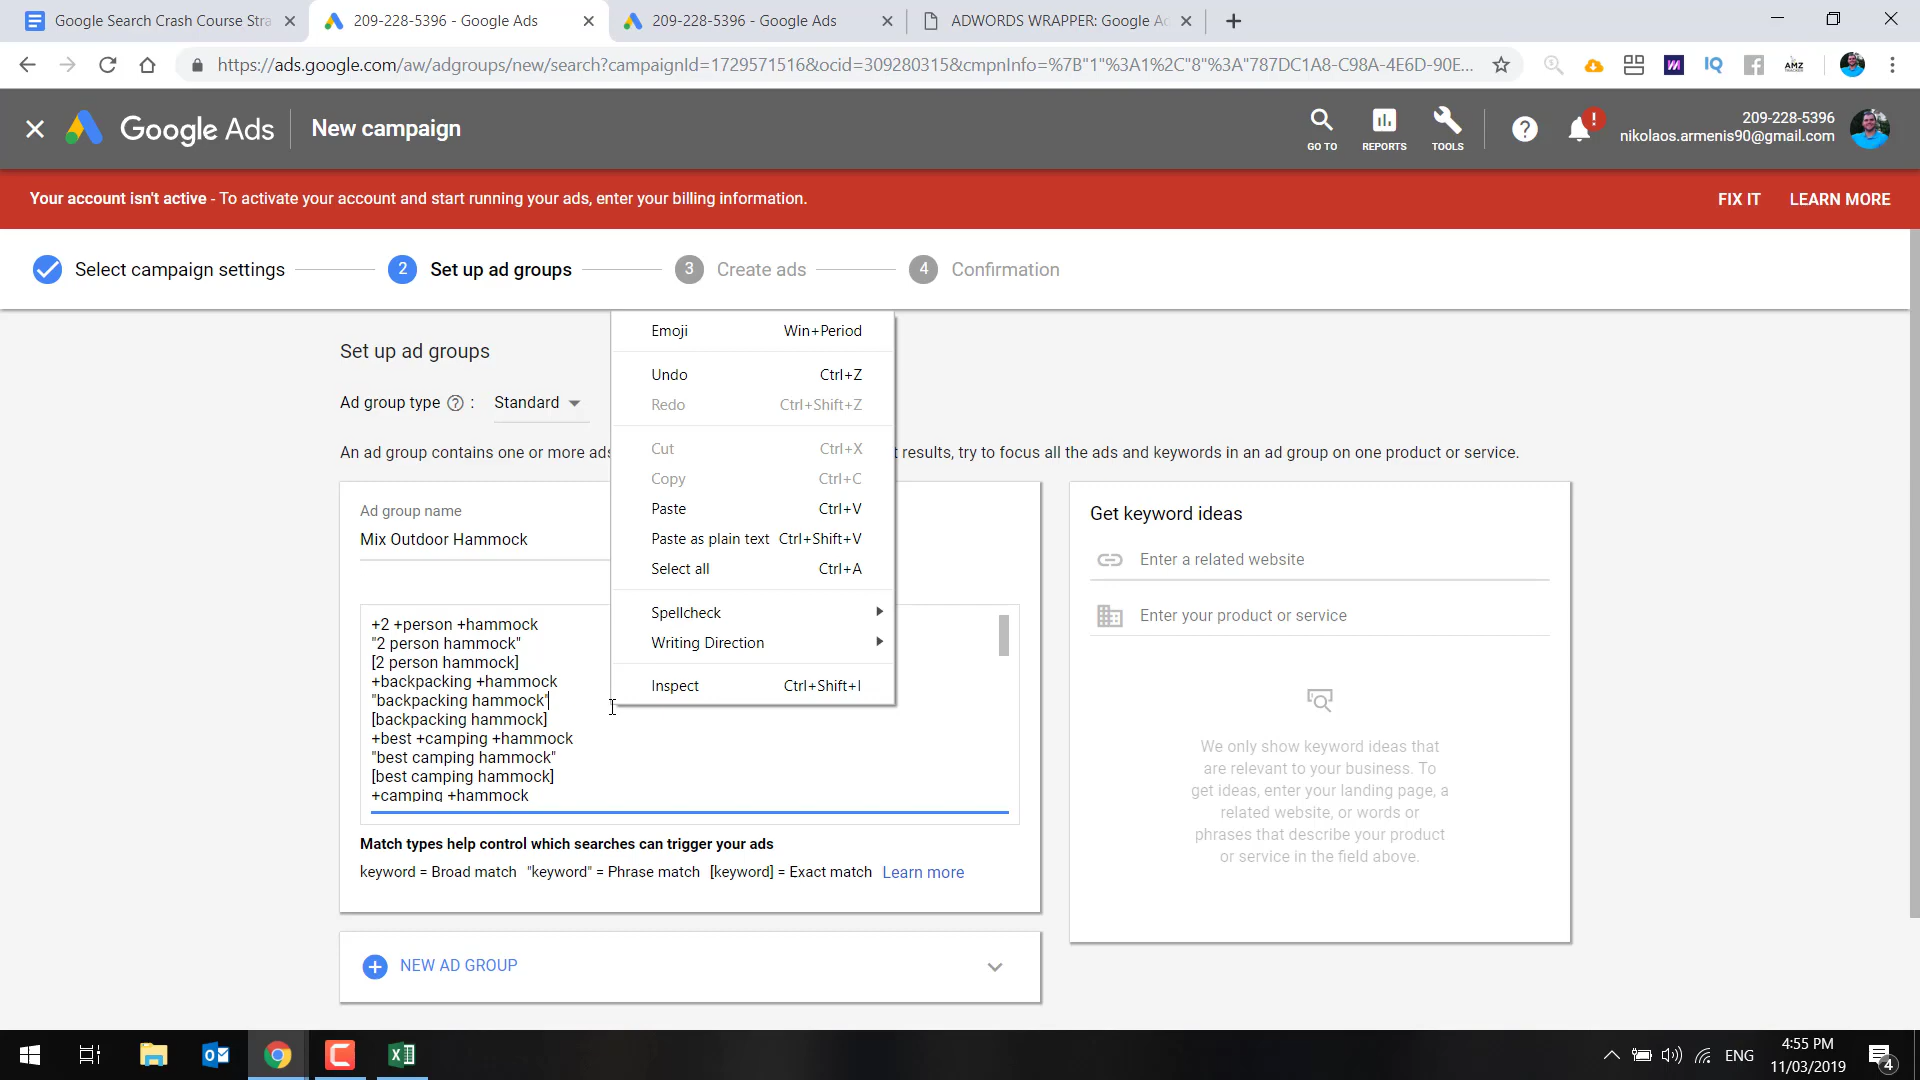 Google Search Crash Course Stra
209-228-5396 - Google Ads
209-228-5396 - Google Ads
ADWORDS WRAPPER: Google Ad
https://ads.google.com/aw/adgroups/new/search?campaignId=1729571516&ocid=309280315&cmpnInfo=%7B"1"%3A1%2C"8"%3A"787DC1A8-C98A-4E6D-90E...
IQ
AMZ
Google Ads
New campaign
GO TO
REPORTS
TOOLS
209-228-5396
nikolaos.armenis90@gmail.com
Your account isn't active - To activate your account and start running your ads, enter your billing information.
FIX IT
LEARN MORE
Select campaign settings
2 Set up ad groups
3 Create ads
4 Confirmation
Emoji Win+Period
Undo Ctrl+Z
Redo Ctrl+Shift+Z
Cut Ctrl+X
Copy Ctrl+C
Paste Ctrl+V
Paste as plain text Ctrl+Shift+V
Select all Ctrl+A
Spellcheck
Writing Direction
Inspect Ctrl+Shift+I
Set up ad groups
Ad group type ? : Standard
An ad group contains one or more ads
t results, try to focus all the ads and keywords in an ad group on one product or service.
Ad group name
Mix Outdoor Hammock
+2 +person +hammock
"2 person hammock"
[2 person hammock]
+backpacking +hammock
"backpacking hammock"
[backpacking hammock]
+best +camping +hammock
"best camping hammock"
[best camping hammock]
+camping +hammock
Match types help control which searches can trigger your ads
keyword = Broad match "keyword" = Phrase match [keyword] = Exact match Learn more
NEW AD GROUP
Get keyword ideas
Enter a related website
Enter your product or service
We only show keyword ideas that
are relevant to your business. To
get ideas, enter your landing page, a
related website, or words or
phrases that describe your product
or service in the field above.
ENG
4:55 PM
11/03/2019
4